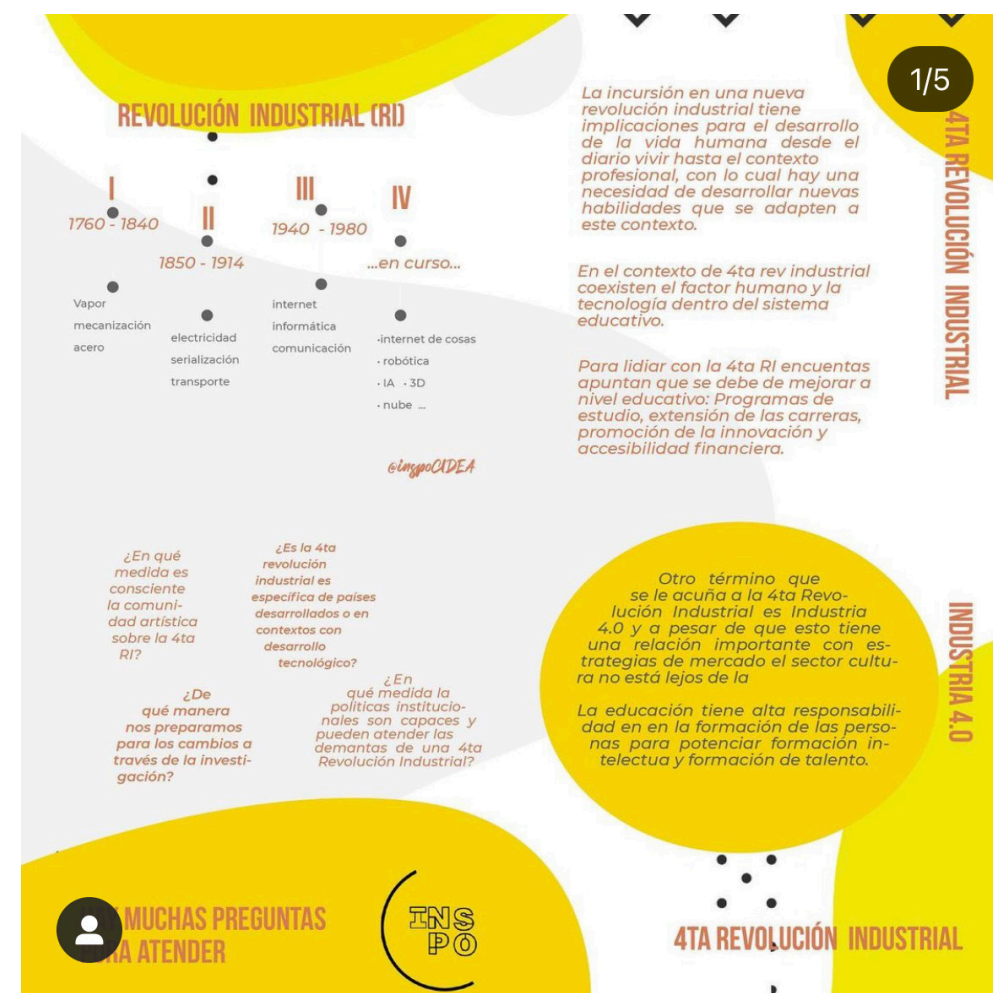 1/5
REVOLUCIÓN INDUSTRIAL (RI)
I
1760 - 1840
Vapor
mecanización
acero
II
1850 - 1914
electricidad
serialización
transporte
III
1940 - 1980
internet
informática
comunicación
IV
...en curso...
•internet de cosas
• robótica
• IA • 3D
• nube ...
@inspoCIDEA
La incursión en una nueva
revolución industrial tiene
implicaciones para el desarrollo
de la vida humana desde el
diario vivir hasta el contexto
profesional, con lo cual hay una
necesidad de desarrollar nuevas
habilidades que se adapten a
este contexto.
En el contexto de 4ta rev industrial
coexisten el factor humano y la
tecnología dentro del sistema
educativo.
Para lidiar con la 4ta RI encuentas
apuntan que se debe de mejorar a
nivel educativo: Programas de
estudio, extensión de las carreras,
promoción de la innovación y
accesibilidad financiera.
4TA REVOLUCIÓN INDUSTRIAL
¿En qué
medida es
consciente
la comuni-
dad artística
sobre la 4ta
RI?
¿Es la 4ta
revolución
industrial es
específica de países
desarrollados o en
contextos con
desarrollo
tecnológico?
¿De
qué manera
nos preparamos
para los cambios a
través de la investi-
gación?
¿En
qué medida la
políticas institucio-
nales son capaces y
pueden atender las
demantas de una 4ta
Revolución Industrial?
MUCHAS PREGUNTAS
ATENDER
INS
PO
Otro término que
se le acuña a la 4ta Revo-
lución Industrial es Industria
4.0 y a pesar de que esto tiene
una relación importante con es-
trategias de mercado el sector cultu-
ra no está lejos de la
La educación tiene alta responsabili-
dad en en la formación de las perso-
nas para potenciar formación in-
telectua y formación de talento.
INDUSTRIA 4.0
4TA REVOLUCIÓN INDUSTRIAL